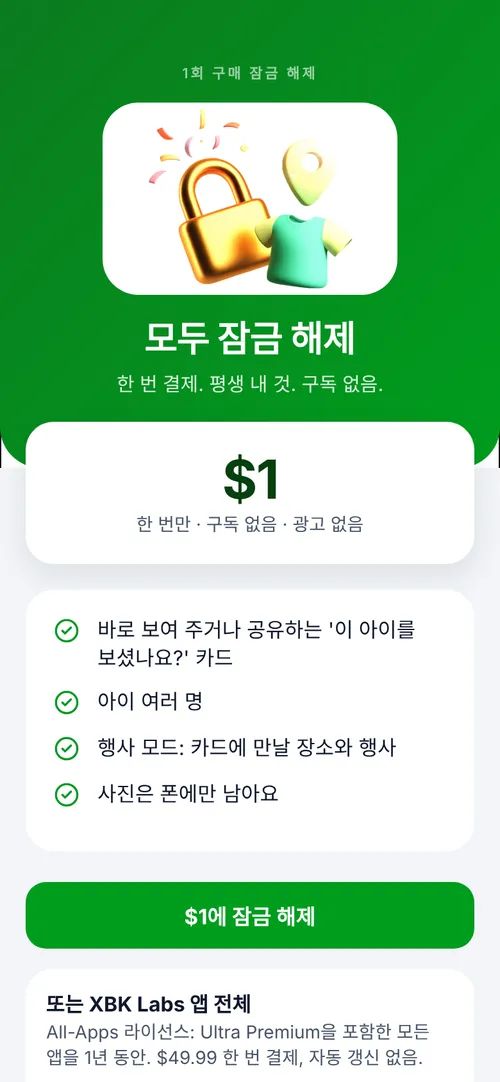 1회 구매 잠금 해제
모두 잠금 해제
한 번 결제. 평생 내 것. 구독 없음.
$1
한 번만 · 구독 없음 · 광고 없음
바로 보여 주거나 공유하는 '이 아이를
보셨나요?' 카드
아이 여러 명
행사 모드: 카드에 만날 장소와 행사
사진은 폰에만 남아요
$1에 잠금 해제
또는 XBK Labs 앱 전체
All-Apps 라이선스: Ultra Premium을 포함한 모든
앱을 1년 동안. $49.99 한 번 결제, 자동 갱신 없음.